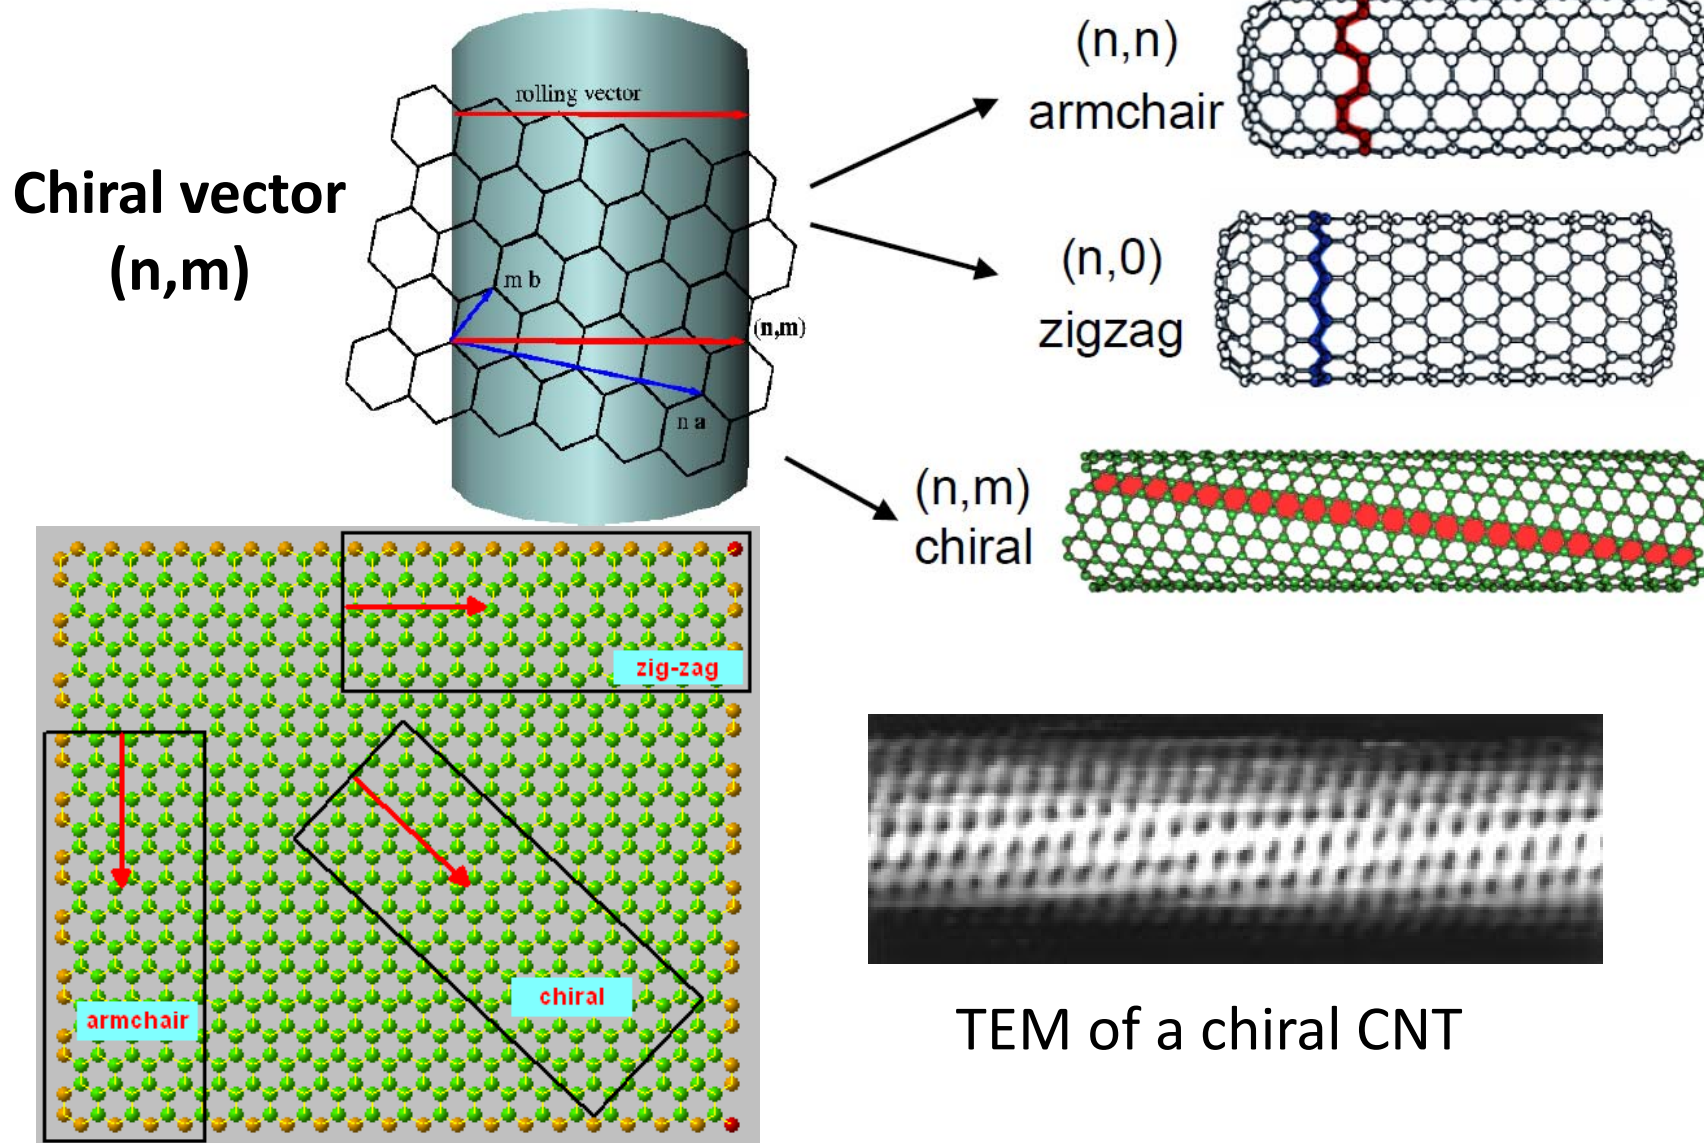 Chiral vector
(n,m)
rolling vector
m b
(n,m)
n a
(n,n)
armchair
(n,0)
zigzag
(n,m)
chiral
zig-zag
armchair
chiral
TEM of a chiral CNT